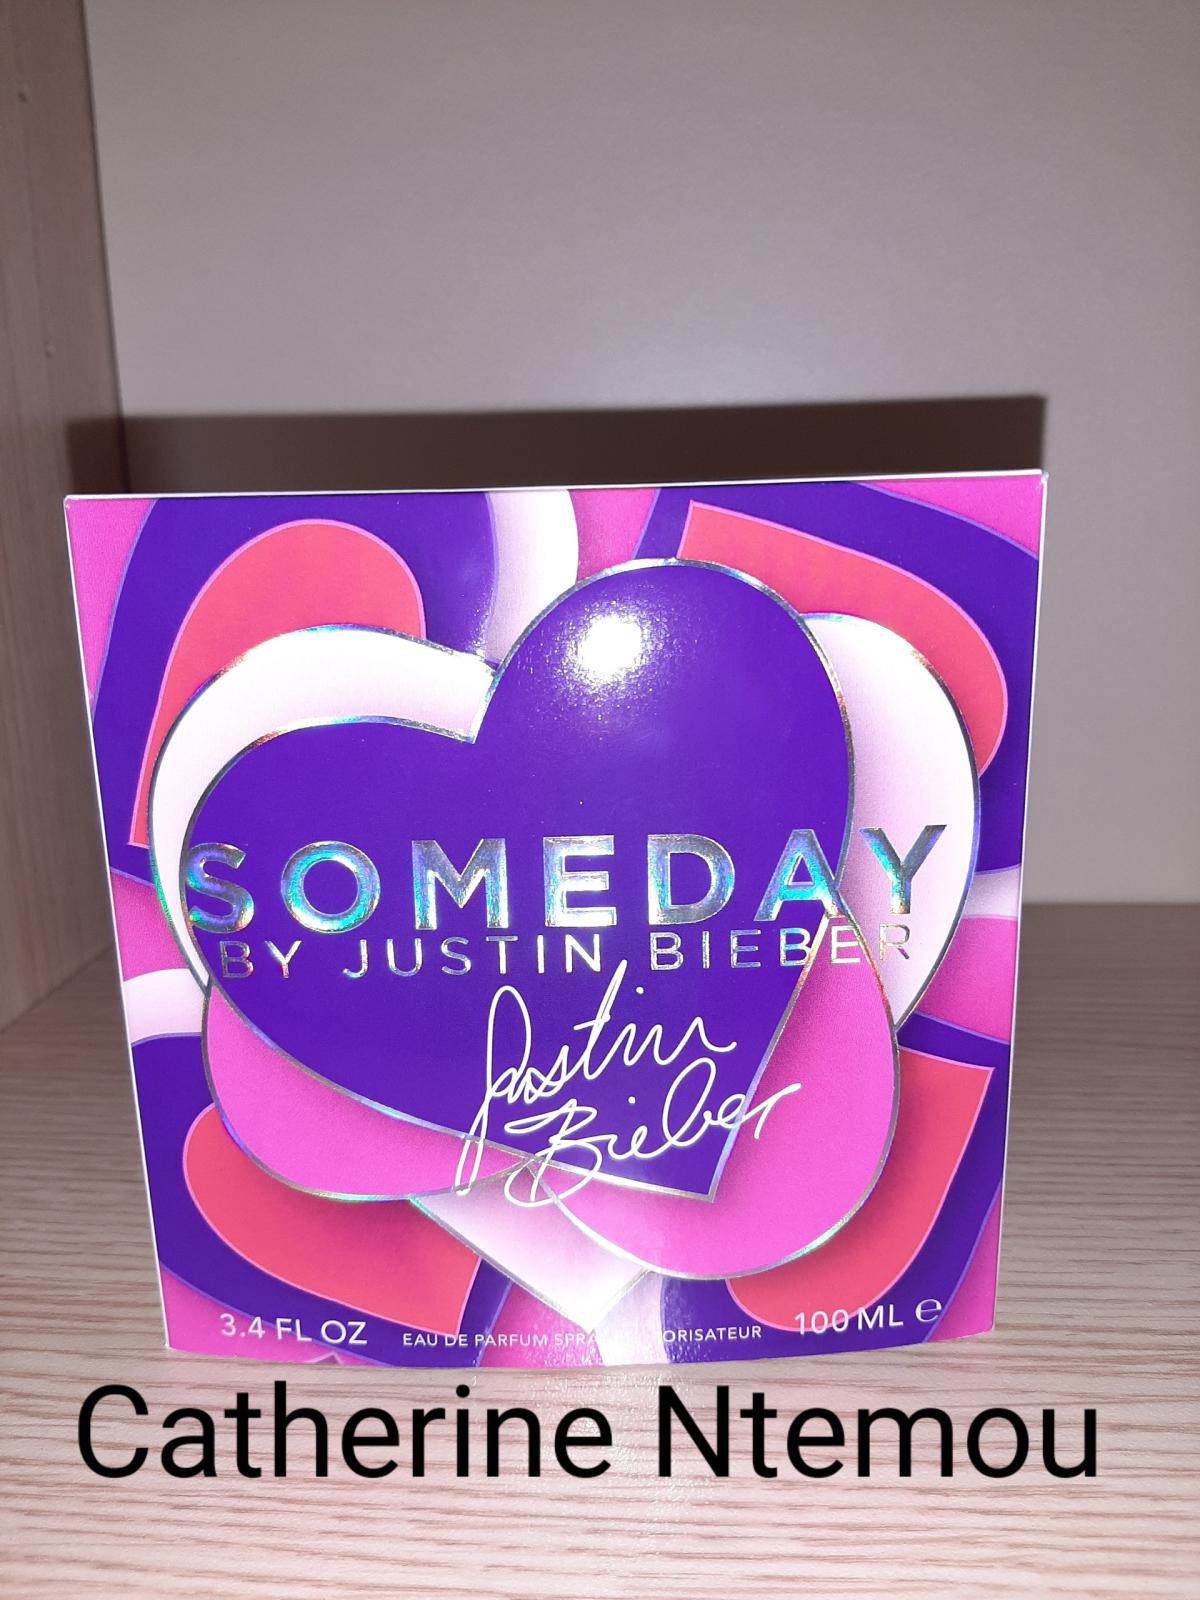 SOMEDAY
BY JUSTIN BIEBER
Justin
Bieber
3.4 FL OZ EAU DE PARFUM 100 ML e
Catherine Ntemou